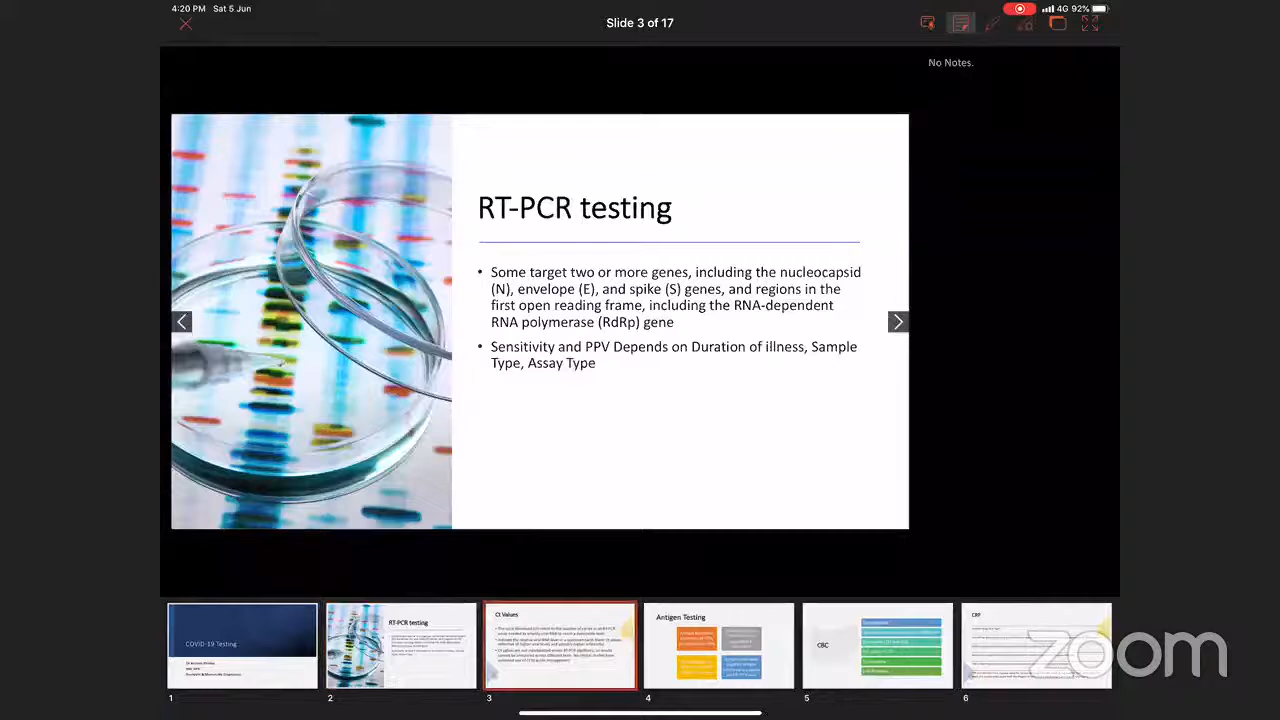 4:20 PM Sat 5 Jun
4G 92%
Slide 3 of 17
No Notes.
RT-PCR testing
• Some target two or more genes, including the nucleocapsid
(N), envelope (E), and spike (S) genes, and regions in the
first open reading frame, including the RNA-dependent
RNA polymerase (RdRp) gene
• Sensitivity and PPV Depends on Duration of illness, Sample
Type, Assay Type
COVID-19 Testing
RT-PCR testing
Ct Values
Antigen Testing
CBC
CRP
zoom
1
2
3
4
5
6